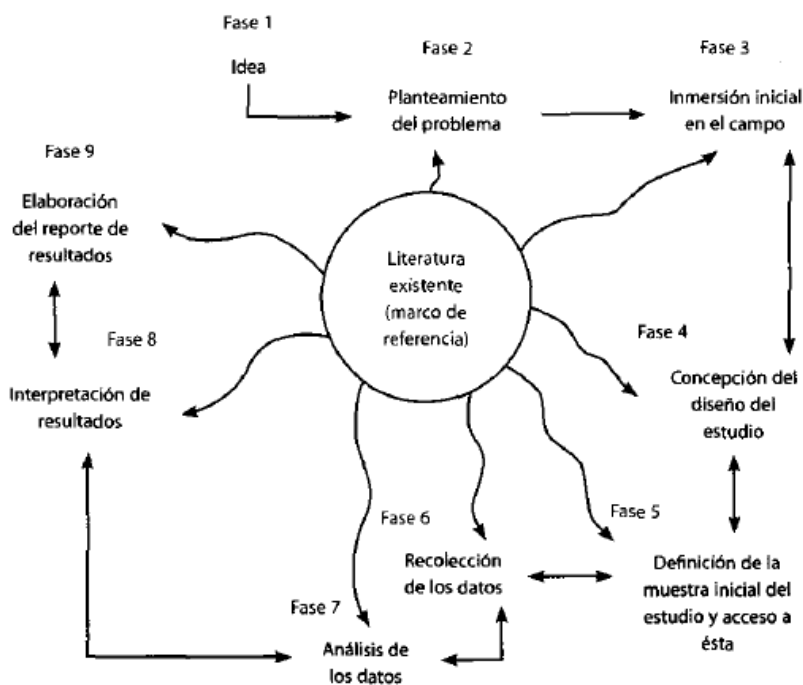 Fase 1
Idea
Fase 2
Planteamiento
del problema
Fase 3
Inmersión inicial
en el campo
Fase 9
Elaboración
del reporte de
resultados
Literatura
existente
(marco de
referencia)
Fase 4
Concepción del
diseño del
estudio
Fase 8
Interpretación de
resultados
Fase 5
Definición de la
muestra inicial del
estudio y acceso a
ésta
Fase 6
Recolección
de los datos
Fase 7
Análisis de
los datos